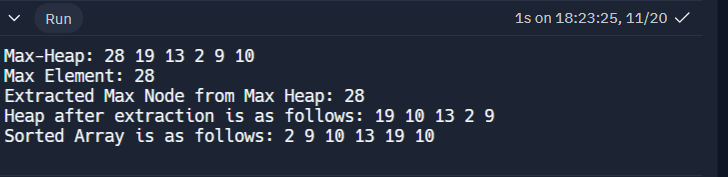 Run
1s on 18:23:25, 11/20
Max-Heap: 28 19 13 2 9 10
Max Element: 28
Extracted Max Node from Max Heap: 28
Heap after extraction is as follows: 19 10 13 2 9
Sorted Array is as follows: 2 9 10 13 19 10